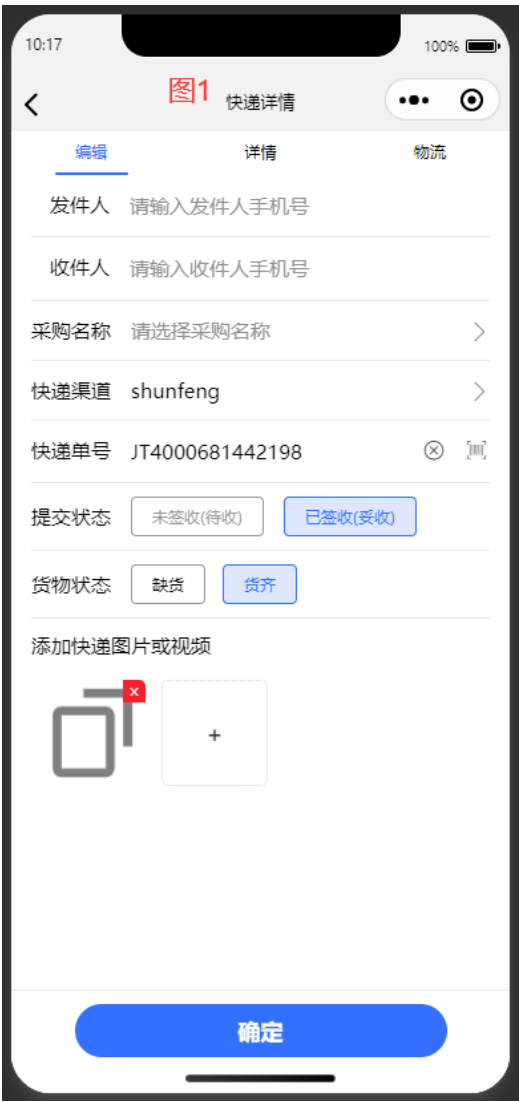 10:17
100%
图1
快递详情
编辑 详情 物流
发件人 请输入发件人手机号
收件人 请输入收件人手机号
采购名称 请选择采购名称
快递渠道 shunfeng
快递单号 JT4000681442198
提交状态 未签收(待收) 已签收(妥收)
货物状态 缺货 货齐
添加快递图片或视频
x
+
确定